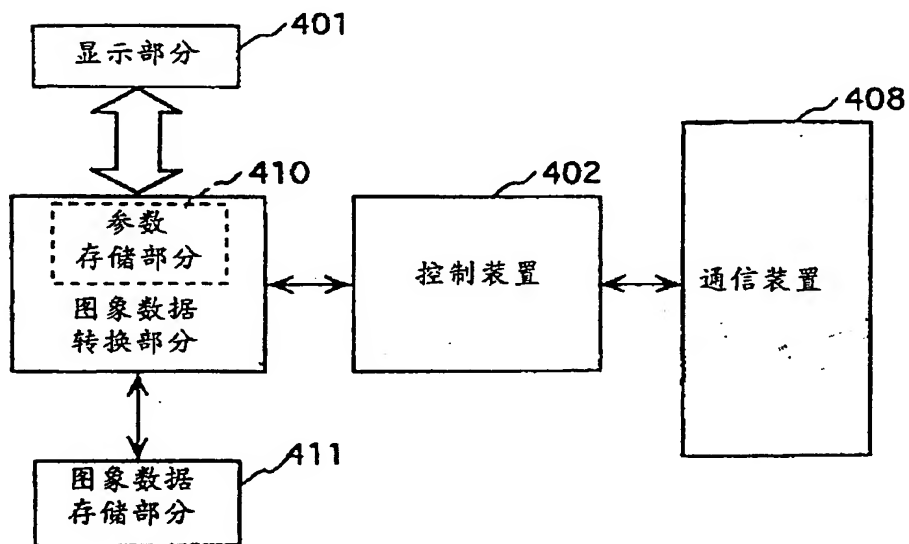 401
显示部分
408
410
402
参数
存储部分
控制装置
通信装置
图象数据
转换部分
411
图象数据
存储部分